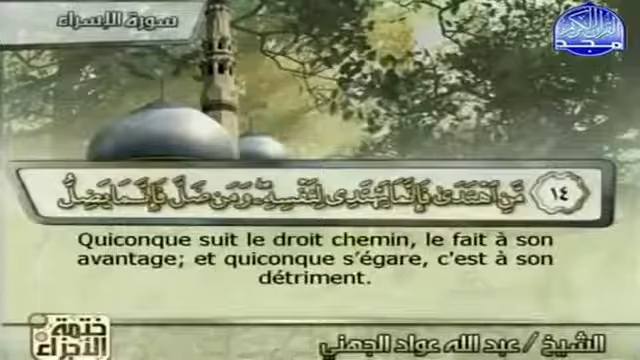 سورة الإسراء
القرآن الكريم
مجد
١٤ مَّنِ ٱهْتَدَىٰ فَإِنَّمَا يَهْتَدِى لِنَفْسِهِۦ ۖ وَمَن ضَلَّ فَإِنَّمَا يَضِلُّ
Quiconque suit le droit chemin, le fait à son
avantage; et quiconque s’égare, c'est à son
détriment.
ختمة
الأجزاء
الشيخ / عبد الله عواد الجهني